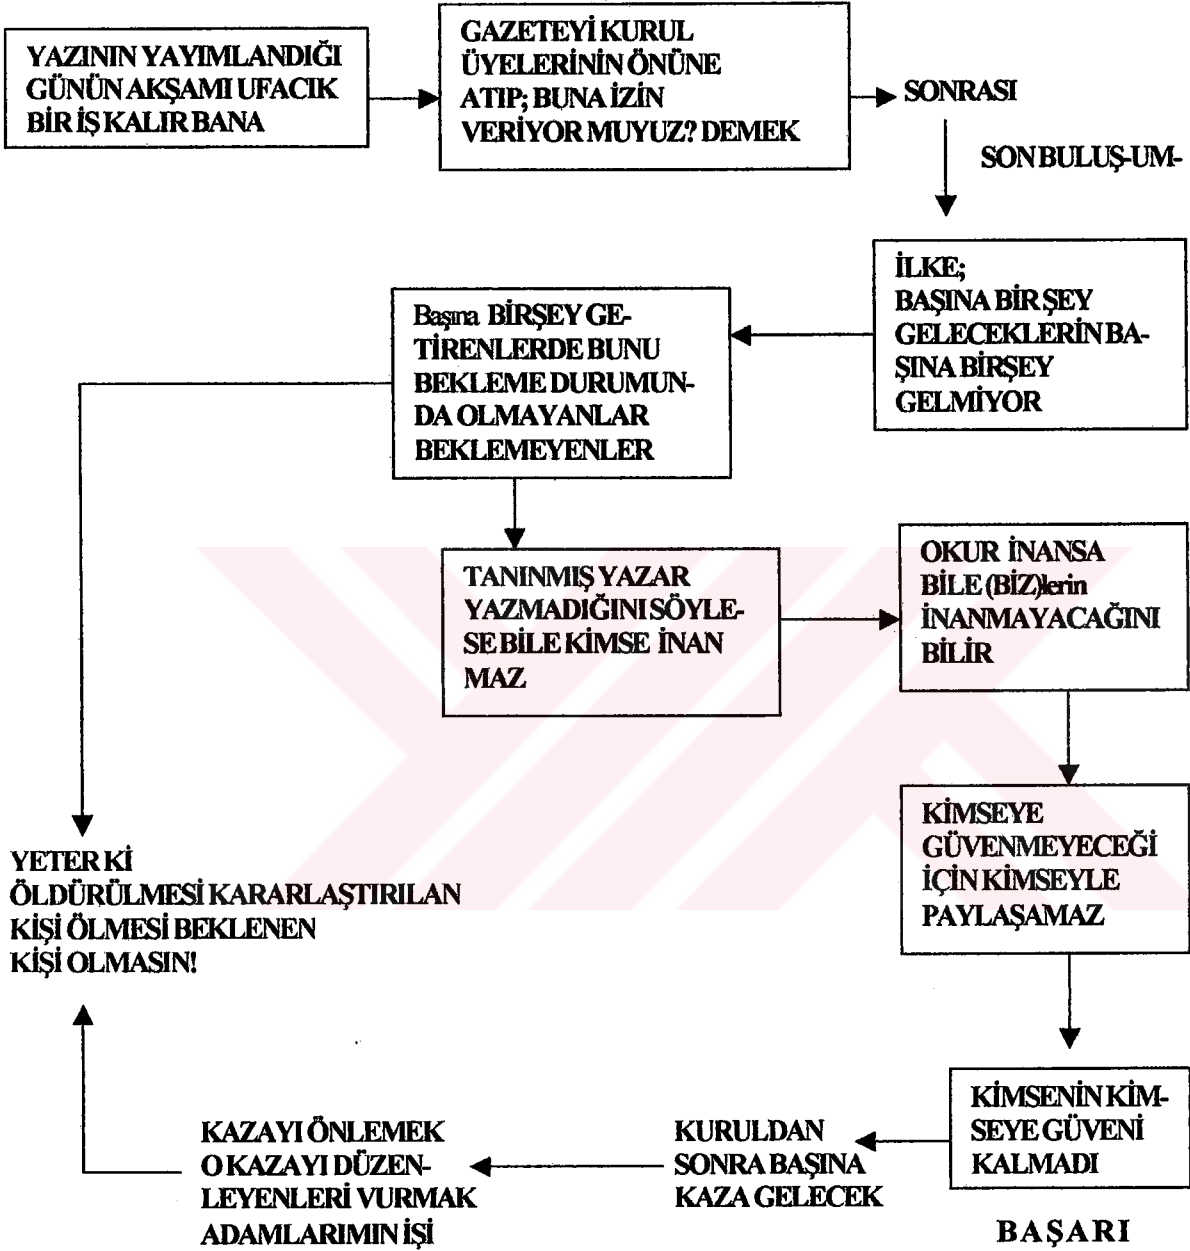 YAZININ YAYIMLANDIĞI
GÜNÜN AKŞAMI UFACIK
BİR İŞ KALIR BANA
GAZETEYİ KURUL
ÜYELERİNİN ÖNÜNE
ATIP; BUNA İZİN
VERİYOR MUYUZ? DEMEK
SONRASI
SON BULUŞ-UM-
İLKE;
BAŞINA BİR ŞEY
GELECEKLERİN BA-
ŞINA BİRŞEY
GELMİYOR
Başına BİRŞEY GE-
TİRENLERDE BUNU
BEKLEME DURUMUN-
DA OLMAYANLAR
BEKLEMEYENLER
TANINMIŞ YAZAR
YAZMADIĞINI SÖYLE-
SE BİLE KİMSE İNAN
MAZ
OKUR İNANSA
BİLE (BİZ)lerin
İNANMAYACAĞINI
BİLİR
KİMSEYE
GÜVENMEYECEĞİ
İÇİN KİMSEYLE
PAYLAŞAMAZ
YETER Kİ
ÖLDÜRÜLMESİ KARARLAŞTIRILAN
KİŞİ ÖLMESİ BEKLENEN
KİŞİ OLMASIN!
KİMSENİN KİM-
SEYE GÜVENİ
KALMADI
BAŞARI
KURULDAN
SONRA BAŞINA
KAZA GELECEK
KAZAYI ÖNLEMEK
O KAZAYI DÜZEN-
LEYENLERİ VURMAK
ADAMLARIMIN İŞİ